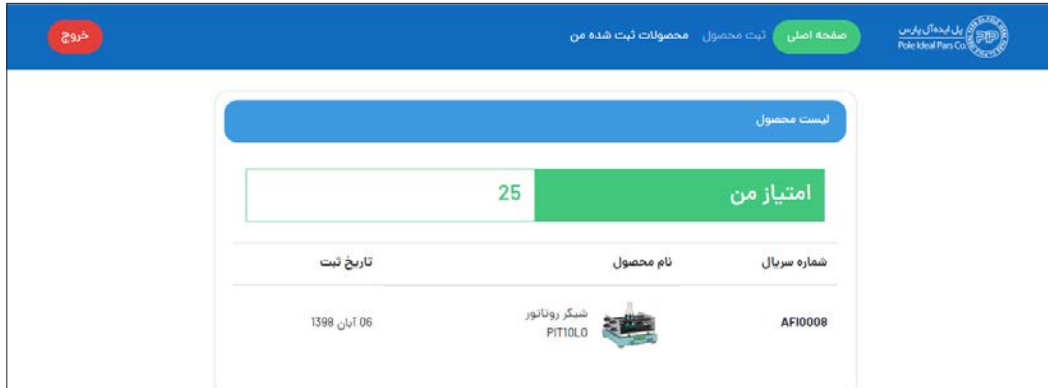 پل ایده‌آل پارس
Pole Ideal Pars Co.
صفحه اصلی
ثبت محصول
محصولات ثبت شده من
خروج
لیست محصول
امتیاز من
25
شماره سریال
نام محصول
تاریخ ثبت
AFI0008
شیکر روتاتور
PIT10LO
06 آبان 1398